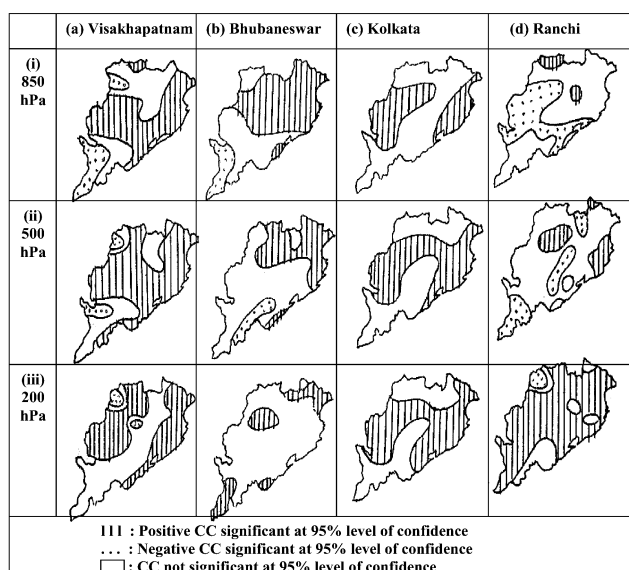 (a) Visakhapatnam (b) Bhubaneswar (c) Kolkata (d) Ranchi
(i)
850
hPa
(ii)
500
hPa
(iii)
200
hPa
lll : Positive CC significant at 95% level of confidence
... : Negative CC significant at 95% level of confidence
: CC not significant at 95% level of confidence